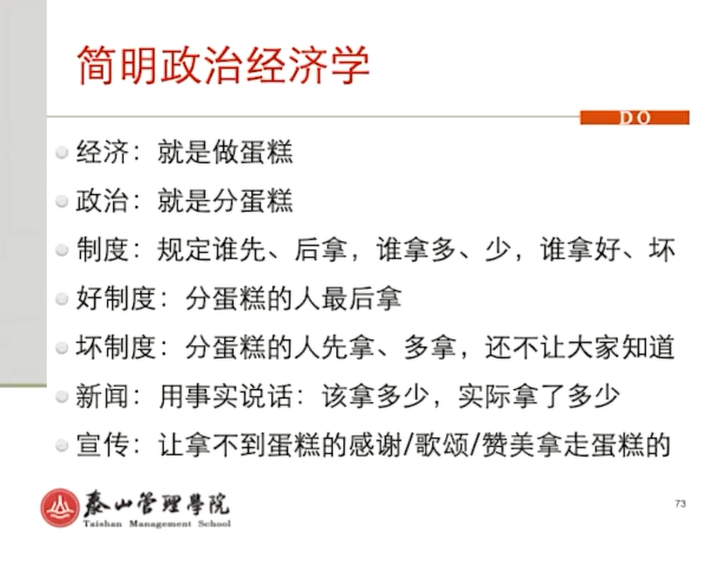 简明政治经济学
DO
经济：就是做蛋糕
政治：就是分蛋糕
制度：规定谁先、后拿，谁拿多、少，谁拿好、坏
好制度：分蛋糕的人最后拿
坏制度：分蛋糕的人先拿、多拿，还不让大家知道
新闻：用事实说话：该拿多少，实际拿了多少
宣传：让拿不到蛋糕的感谢/歌颂/赞美拿走蛋糕的
泰山管理學院
Taishan Management School
73